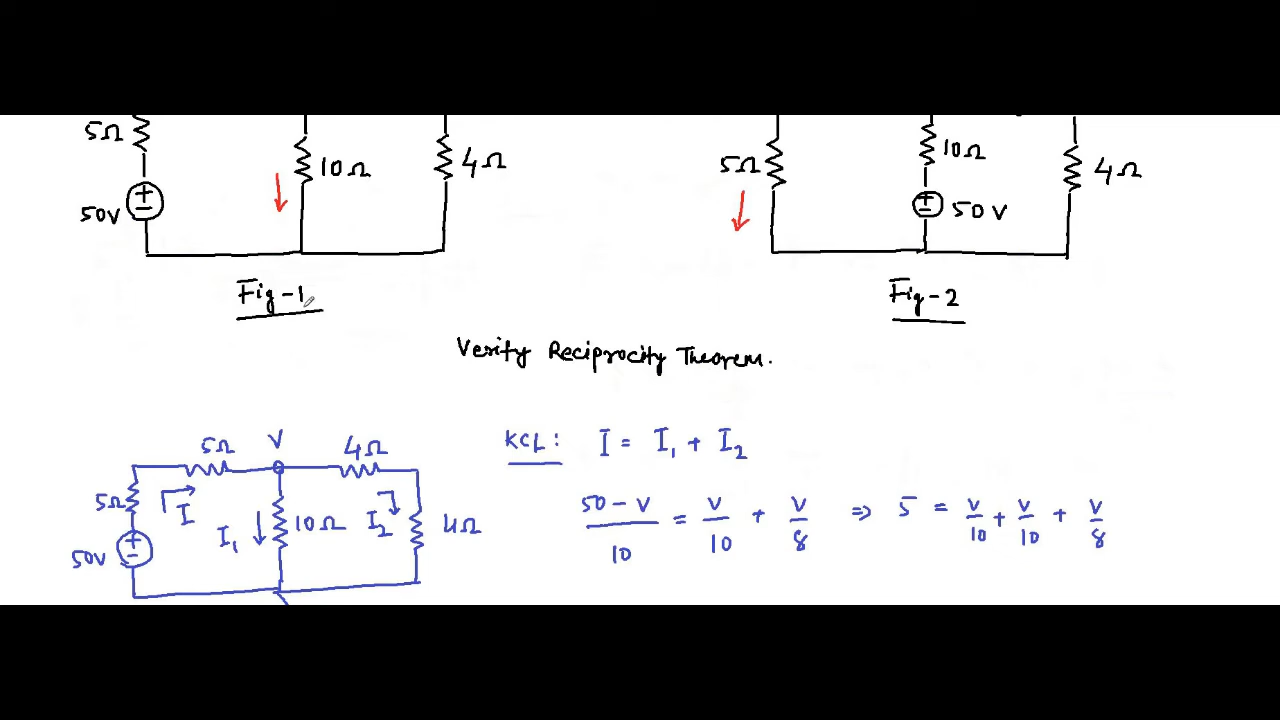 5Ω 10Ω 4Ω 5Ω 10Ω 4Ω
50V + - + - 50V
Fig-1 Fig-2
Verify Reciprocity Theorem.
5Ω V 4Ω KCL: I = I₁ + I₂
5Ω I I₁ 10Ω I₂ 4Ω (50-V)/10 = V/10 + V/8 ⇒ 5 = V/10 + V/10 + V/8
50V + -